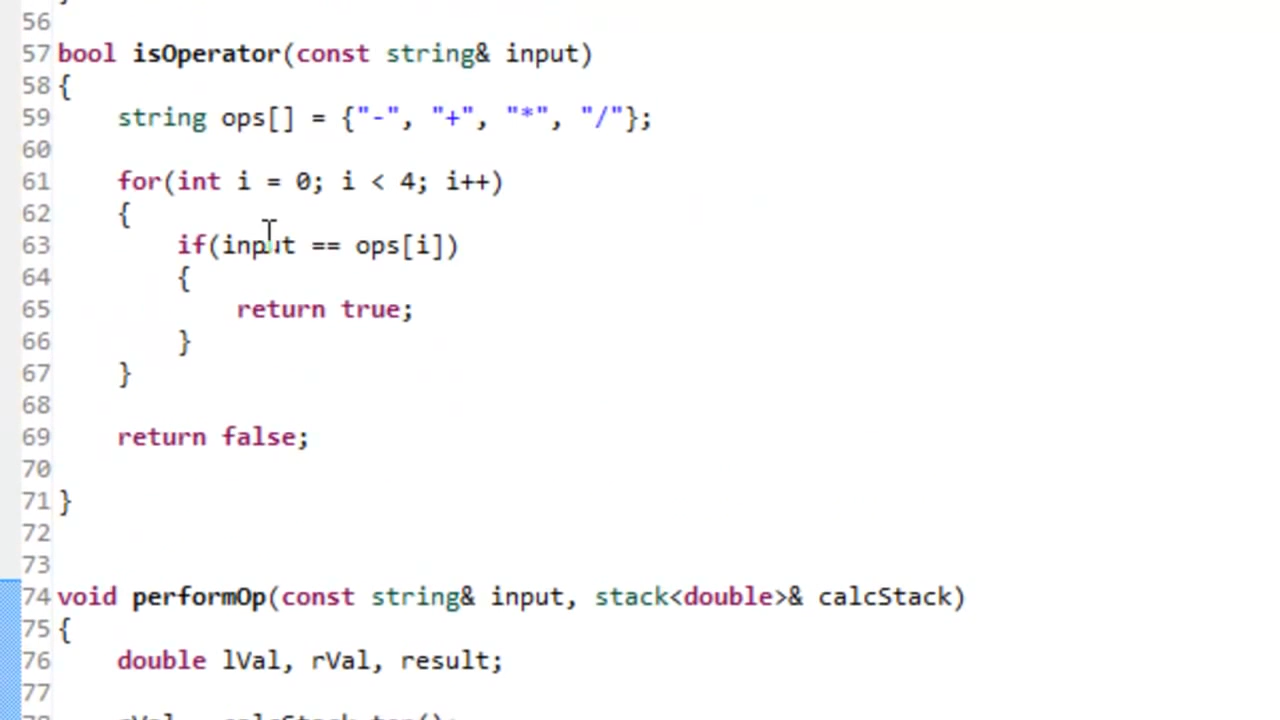 56
57 bool isOperator(const string& input)
58 {
59     string ops[] = {"-", "+", "*", "/"};
60
61     for(int i = 0; i < 4; i++)
62     {
63         if(input == ops[i])
64         {
65             return true;
66         }
67     }
68
69     return false;
70
71 }
72
73
74 void performOp(const string& input, stack<double>& calcStack)
75 {
76     double lVal, rVal, result;
77